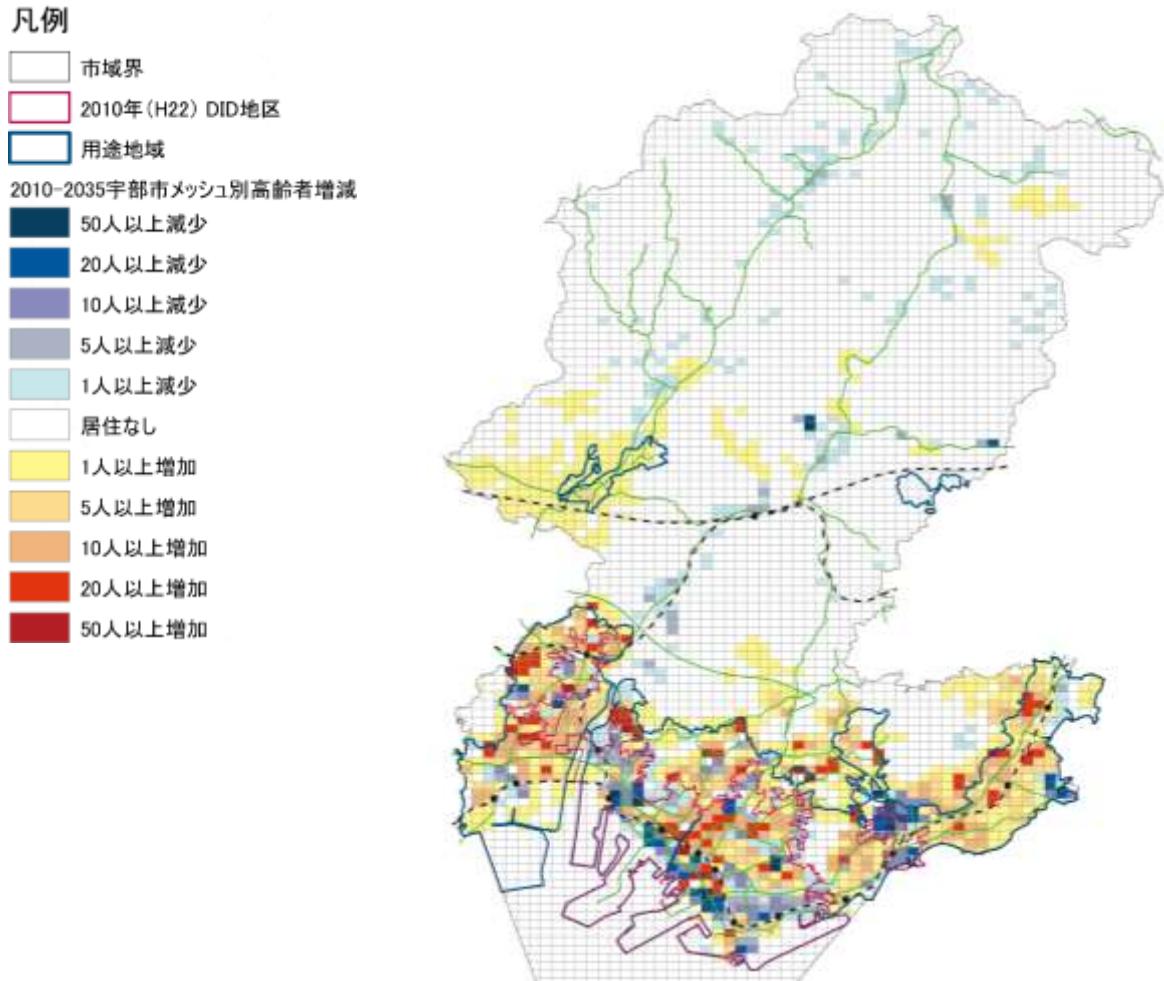 凡例
市域界
2010年(H22) DID地区
用途地域
2010-2035宇部市メッシュ別高齢者増減
50人以上減少
20人以上減少
10人以上減少
5人以上減少
1人以上減少
居住なし
1人以上増加
5人以上増加
10人以上増加
20人以上増加
50人以上増加